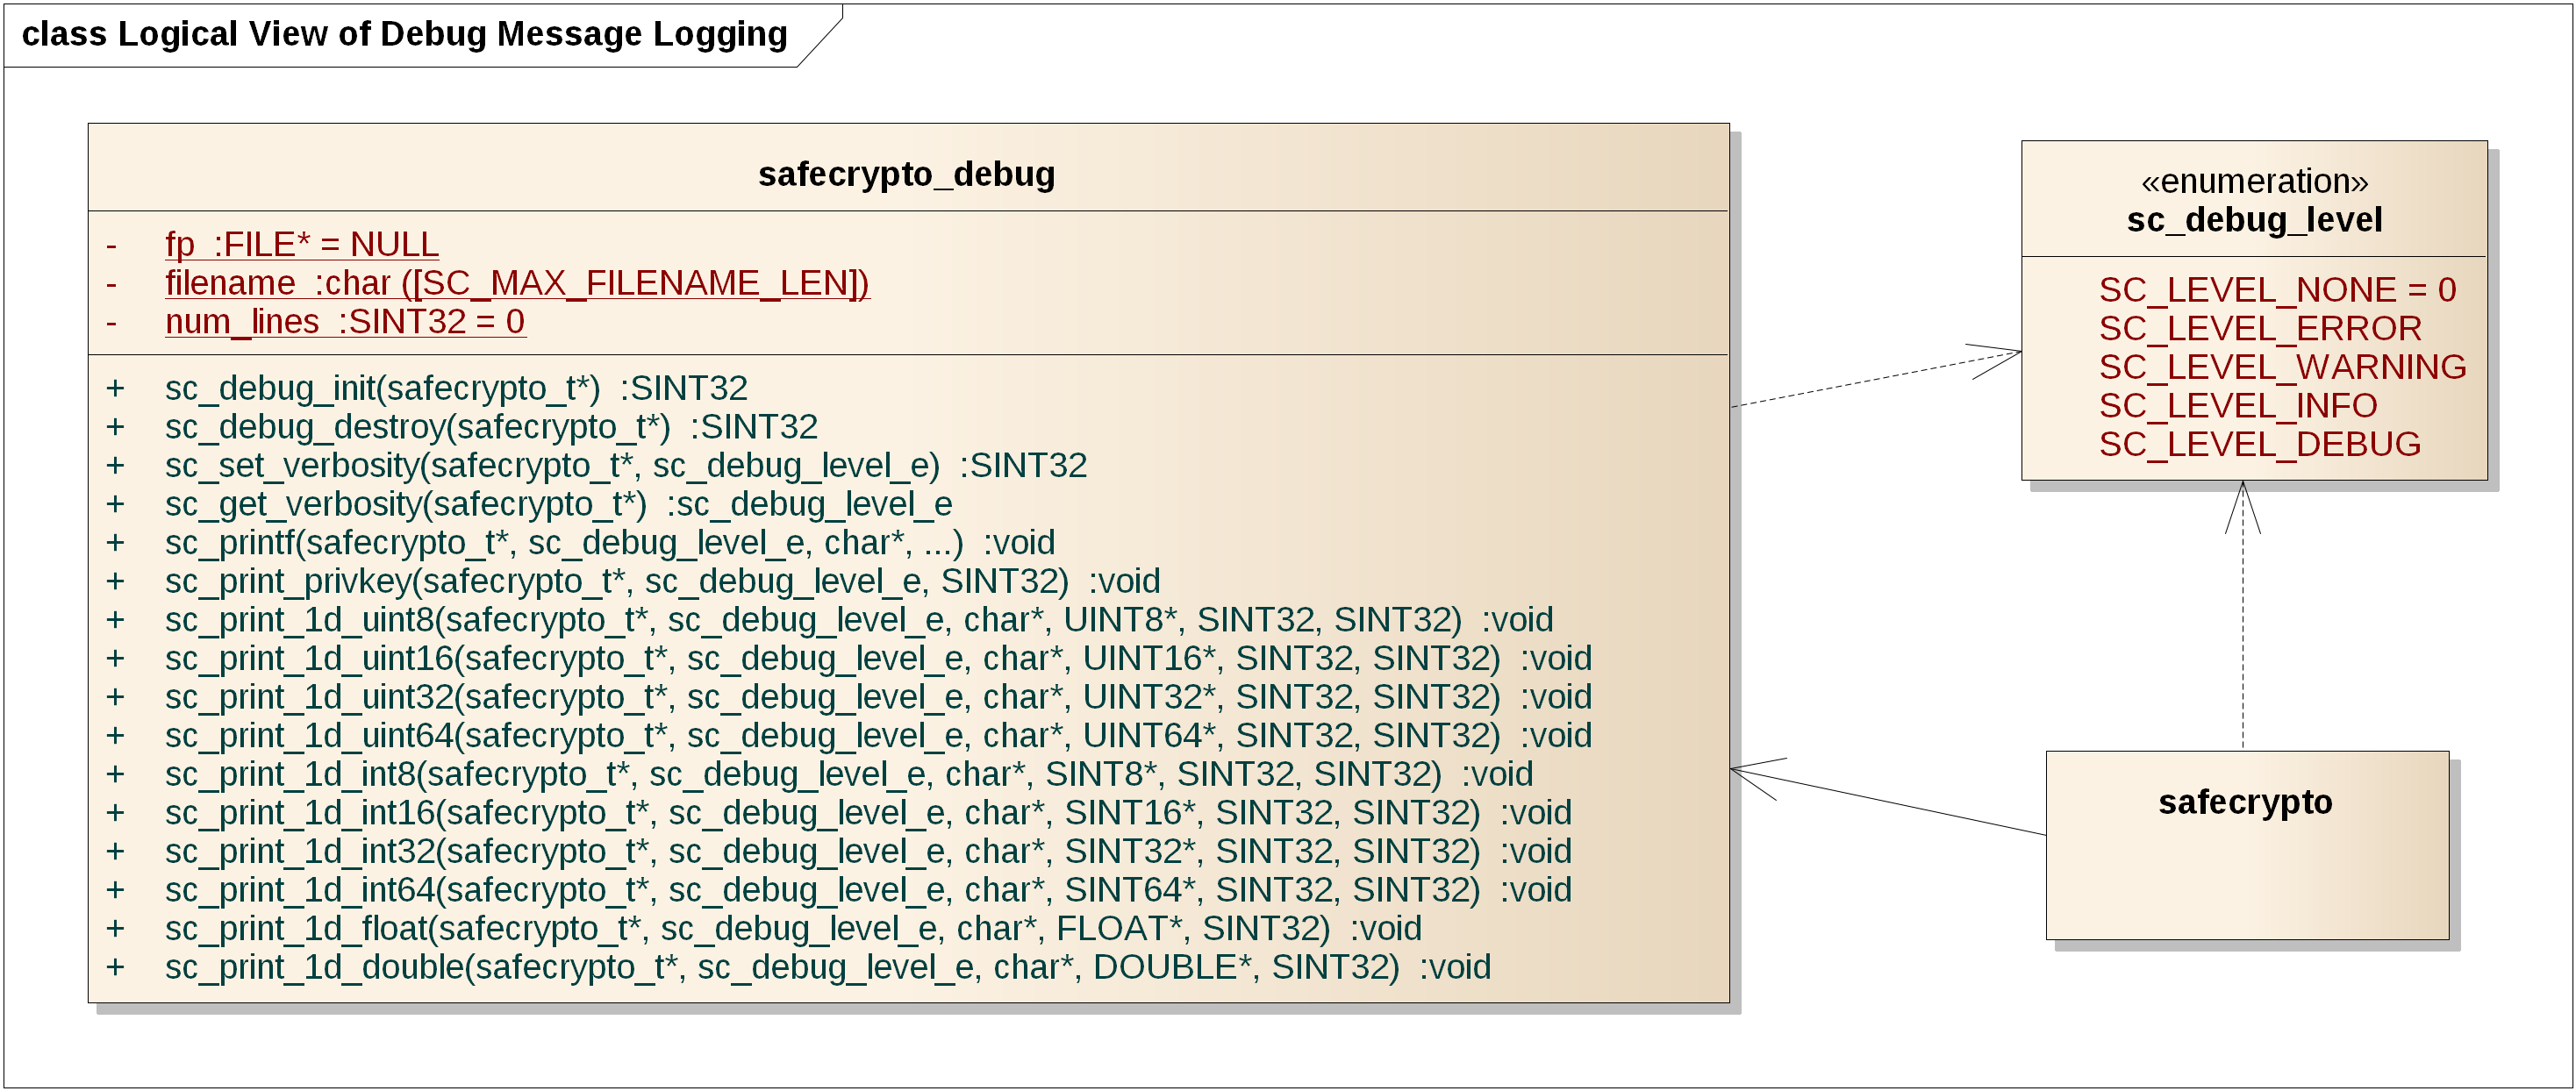 class Logical View of Debug Message Logging
safecrypto_debug
- fp :FILE* = NULL
- filename :char ([SC_MAX_FILENAME_LEN])
- num_lines :SINT32 = 0
+ sc_debug_init(safecrypto_t*) :SINT32
+ sc_debug_destroy(safecrypto_t*) :SINT32
+ sc_set_verbosity(safecrypto_t*, sc_debug_level_e) :SINT32
+ sc_get_verbosity(safecrypto_t*) :sc_debug_level_e
+ sc_printf(safecrypto_t*, sc_debug_level_e, char*, ...) :void
+ sc_print_privkey(safecrypto_t*, sc_debug_level_e, SINT32) :void
+ sc_print_1d_uint8(safecrypto_t*, sc_debug_level_e, char*, UINT8*, SINT32, SINT32) :void
+ sc_print_1d_uint16(safecrypto_t*, sc_debug_level_e, char*, UINT16*, SINT32, SINT32) :void
+ sc_print_1d_uint32(safecrypto_t*, sc_debug_level_e, char*, UINT32*, SINT32, SINT32) :void
+ sc_print_1d_uint64(safecrypto_t*, sc_debug_level_e, char*, UINT64*, SINT32, SINT32) :void
+ sc_print_1d_int8(safecrypto_t*, sc_debug_level_e, char*, SINT8*, SINT32, SINT32) :void
+ sc_print_1d_int16(safecrypto_t*, sc_debug_level_e, char*, SINT16*, SINT32, SINT32) :void
+ sc_print_1d_int32(safecrypto_t*, sc_debug_level_e, char*, SINT32*, SINT32, SINT32) :void
+ sc_print_1d_int64(safecrypto_t*, sc_debug_level_e, char*, SINT64*, SINT32, SINT32) :void
+ sc_print_1d_float(safecrypto_t*, sc_debug_level_e, char*, FLOAT*, SINT32) :void
+ sc_print_1d_double(safecrypto_t*, sc_debug_level_e, char*, DOUBLE*, SINT32) :void
«enumeration»
sc_debug_level
SC_LEVEL_NONE = 0
SC_LEVEL_ERROR
SC_LEVEL_WARNING
SC_LEVEL_INFO
SC_LEVEL_DEBUG
safecrypto